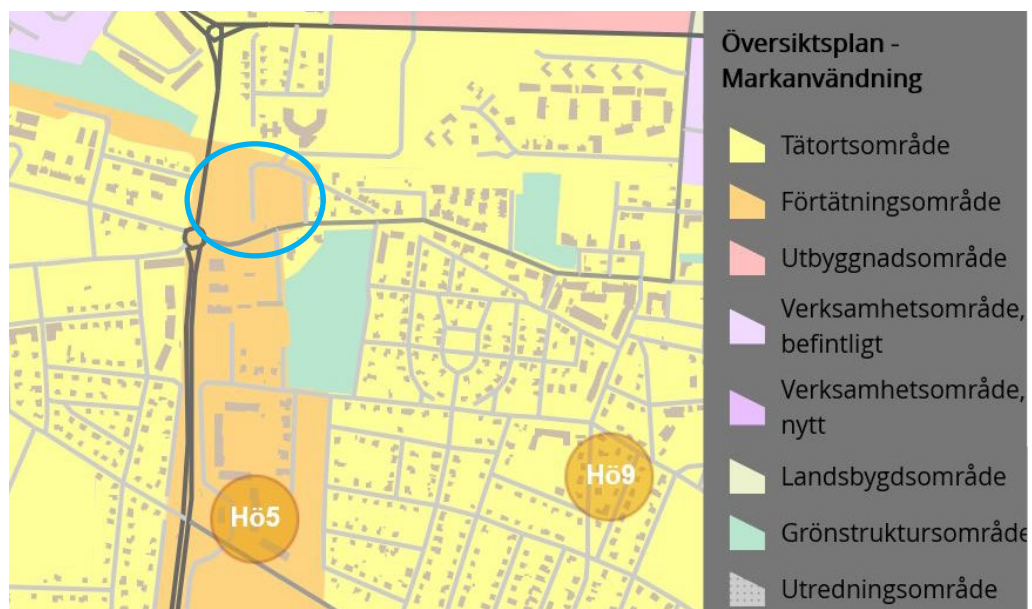 Översiktsplan -
Markanvändning
Tätortsområde
Förtätningsområde
Utbyggnadsområde
Verksamhetsområde,
befintligt
Verksamhetsområde,
nytt
Landsbygdsområde
Grönstruktursområde
Utredningsområde
Hö9
Hö5